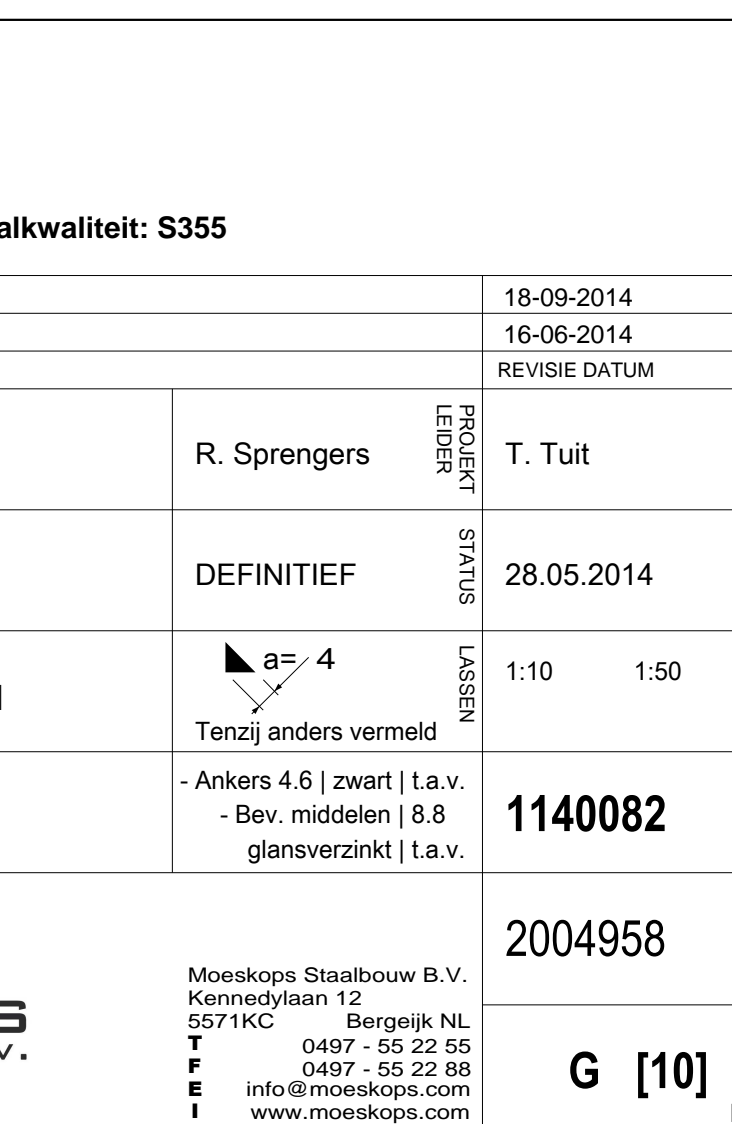 alkwaliteit: S355
18-09-2014
16-06-2014
REVISIE DATUM
R. Sprengers
PROJEKT
LEIDER
T. Tuit
DEFINITIEF
STATUS
28.05.2014
a= 4
LASSEN
Tenzij anders vermeld
1:10 1:50
- Ankers 4.6 | zwart | t.a.v.
- Bev. middelen | 8.8
glansverzinkt | t.a.v.
1140082
2004958
Moeskops Staalbouw B.V.
Kennedylaan 12
5571KC Bergeijk NL
T 0497 - 55 22 55
F 0497 - 55 22 88
E info@moeskops.com
I www.moeskops.com
G [10]